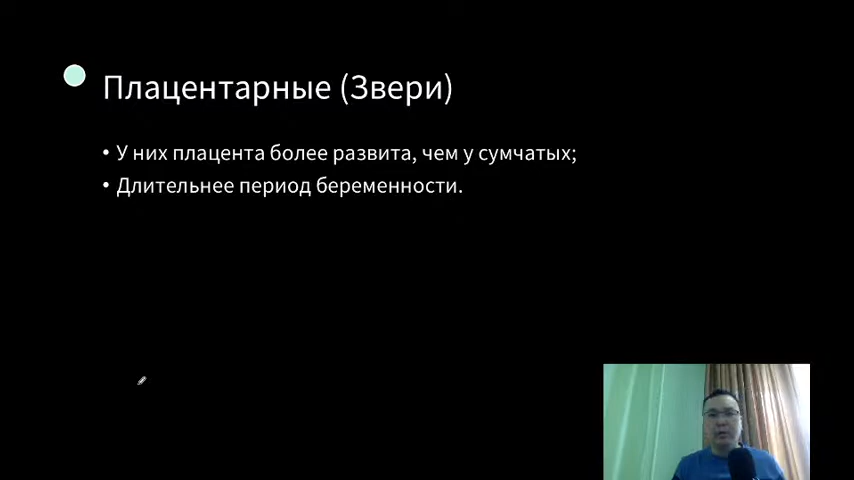 Плацентарные (Звери)
• У них плацента более развита, чем у сумчатых;
• Длительнее период беременности.